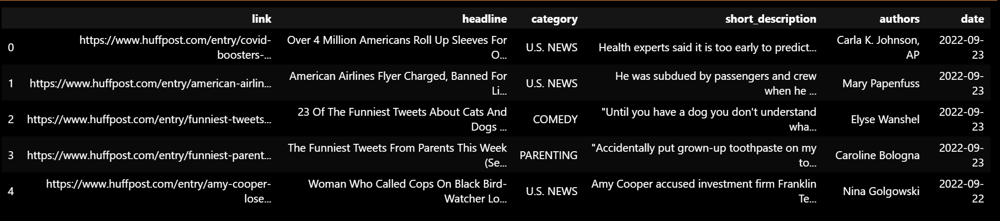 link headline category short_description authors date
0 https://www.huffpost.com/entry/covid-boosters-... Over 4 Million Americans Roll Up Sleeves For O... U.S. NEWS Health experts said it is too early to predict... Carla K. Johnson, AP 2022-09-23
1 https://www.huffpost.com/entry/american-airlin... American Airlines Flyer Charged, Banned For Li... U.S. NEWS He was subdued by passengers and crew when he ... Mary Papenfuss 2022-09-23
2 https://www.huffpost.com/entry/funniest-tweets... 23 Of The Funniest Tweets About Cats And Dogs ... COMEDY "Until you have a dog you don't understand wha... Elyse Wanshel 2022-09-23
3 https://www.huffpost.com/entry/funniest-parent... The Funniest Tweets From Parents This Week (Se... PARENTING "Accidentally put grown-up toothpaste on my to... Caroline Bologna 2022-09-23
4 https://www.huffpost.com/entry/amy-cooper-lose... Woman Who Called Cops On Black Bird-Watcher Lo... U.S. NEWS Amy Cooper accused investment firm Franklin Te... Nina Golgowski 2022-09-22